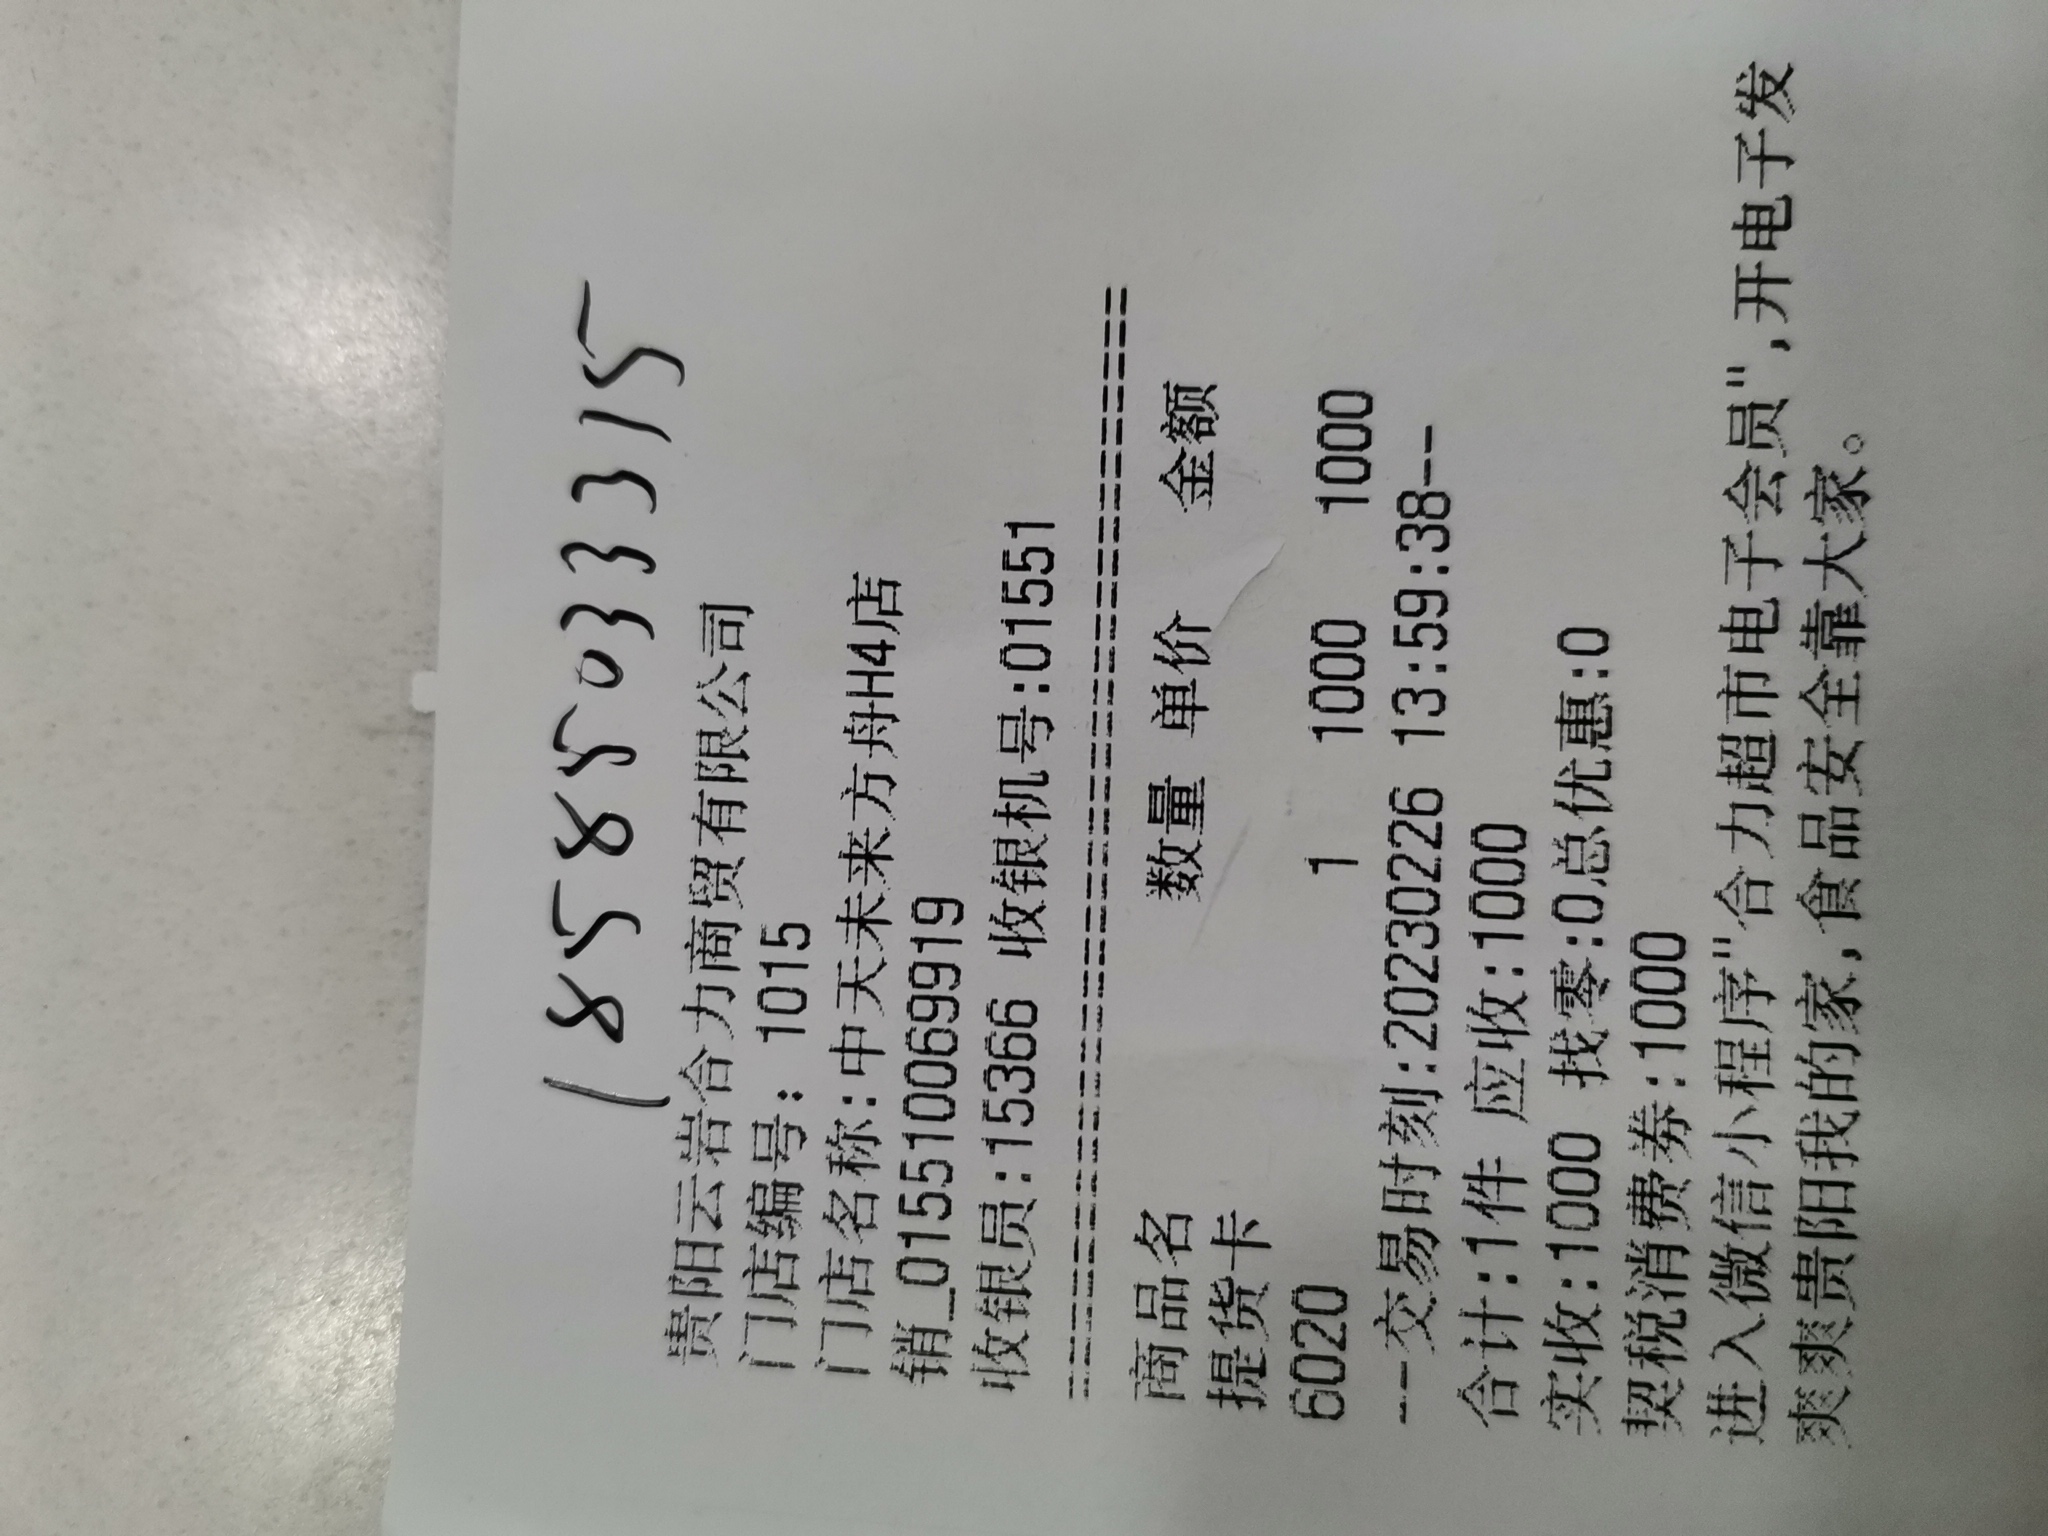 18585033315
贵阳云岩合力商贸有限公司
门店编号: 1015
门店名称:中天未来方舟H4店
销_015510069919
收银员:15366 收银机号:01551
================================
商品名 数量 单价 金额
提货卡
6020 1 1000 1000
--交易时刻:20230226 13:59:38--
合计:1件 应收:1000
实收:1000 找零:0总优惠:0
契税消费券:1000
进入微信小程序"合力超市电子会员",开电子发
爽爽贵阳我的家,食品安全靠大家。